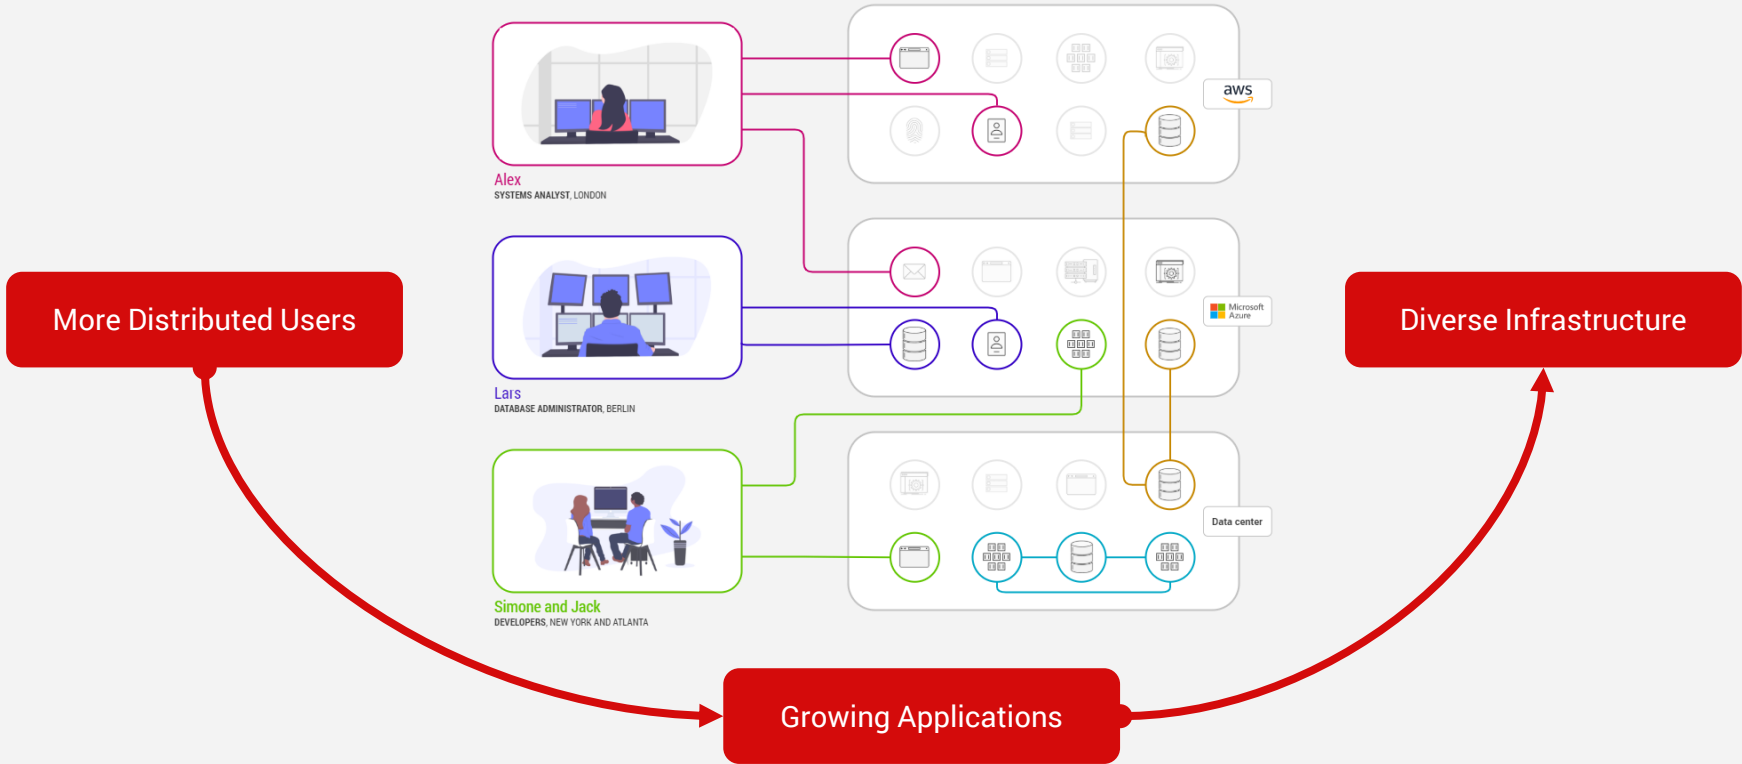 aws
Alex
SYSTEMS ANALYST, LONDON
More Distributed Users
Microsoft
Azure
Diverse Infrastructure
Lars
DATABASE ADMINISTRATOR, BERLIN
Data center
Simone and Jack
DEVELOPERS, NEW YORK AND ATLANTA
Growing Applications